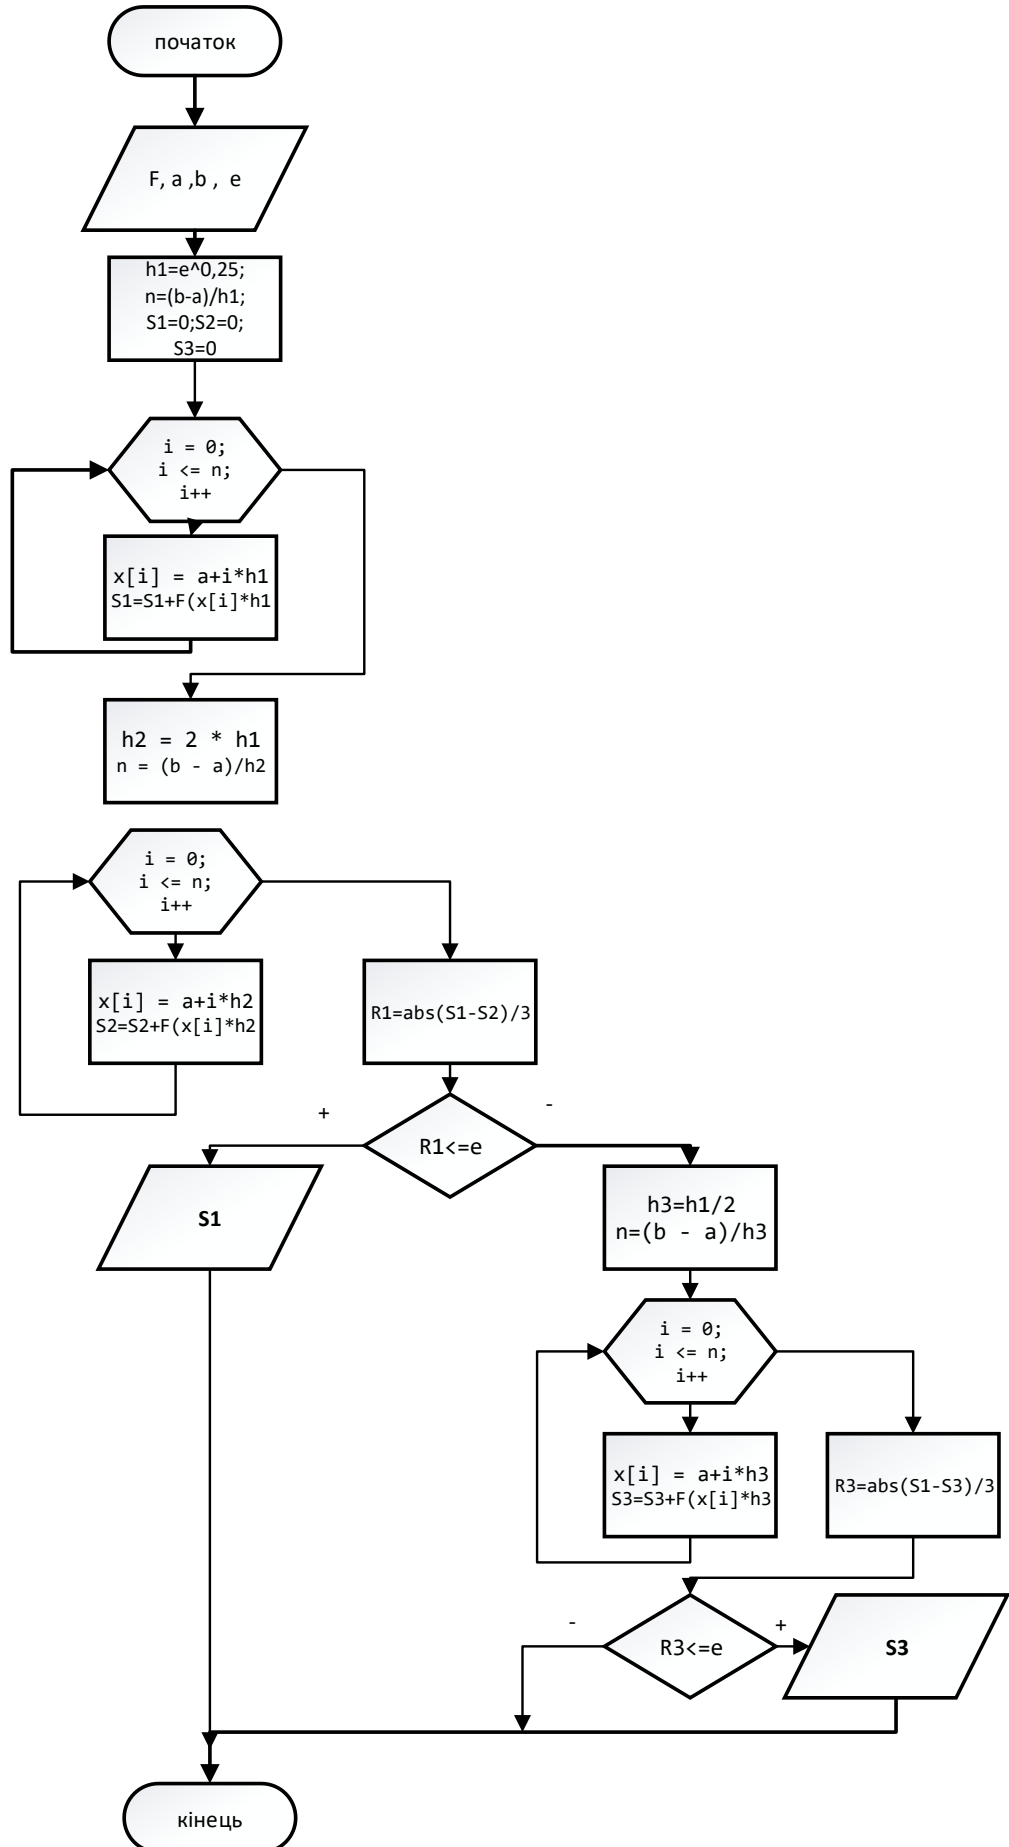 початок
F, a ,b , e
h1=e^0,25;
n=(b-a)/h1;
S1=0;S2=0;
S3=0
i = 0;
i <= n;
i++
x[i] = a+i*h1
S1=S1+F(x[i]*h1
h2 = 2 * h1
n = (b - a)/h2
i = 0;
i <= n;
i++
x[i] = a+i*h2
S2=S2+F(x[i]*h2
R1=abs(S1-S2)/3
+
-
R1<=e
S1
h3=h1/2
n=(b - a)/h3
i = 0;
i <= n;
i++
x[i] = a+i*h3
S3=S3+F(x[i]*h3
R3=abs(S1-S3)/3
-
+
R3<=e
S3
кінець